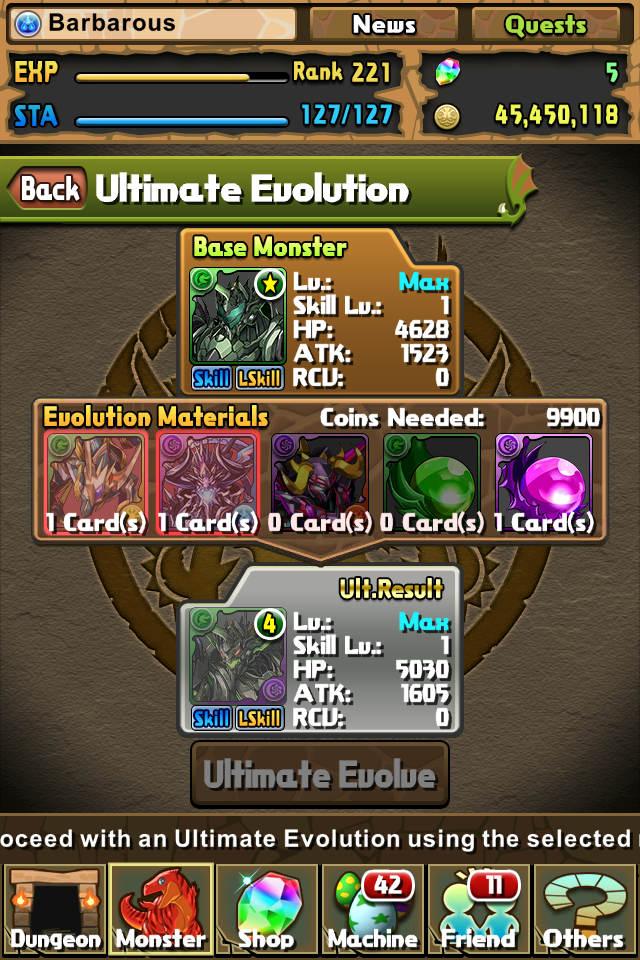 Barbarous News Quests
EXP Rank 221 5
STA 127/127 45,450,118
Back Ultimate Evolution
Base Monster
Lv.: Max
Skill Lv.: 1
HP: 4628
ATK: 1523
Skill LSkill RCV: 0
Evolution Materials Coins Needed: 9900
1 Card(s) 1 Card(s) 0 Card(s) 0 Card(s) 1 Card(s)
Ult.Result
4 Lv.: Max
Skill Lv.: 1
HP: 5030
ATK: 1605
Skill LSkill RCV: 0
Ultimate Evolve
oceed with an Ultimate Evolution using the selected
42 11
Dungeon Monster Shop Machine Friend Others